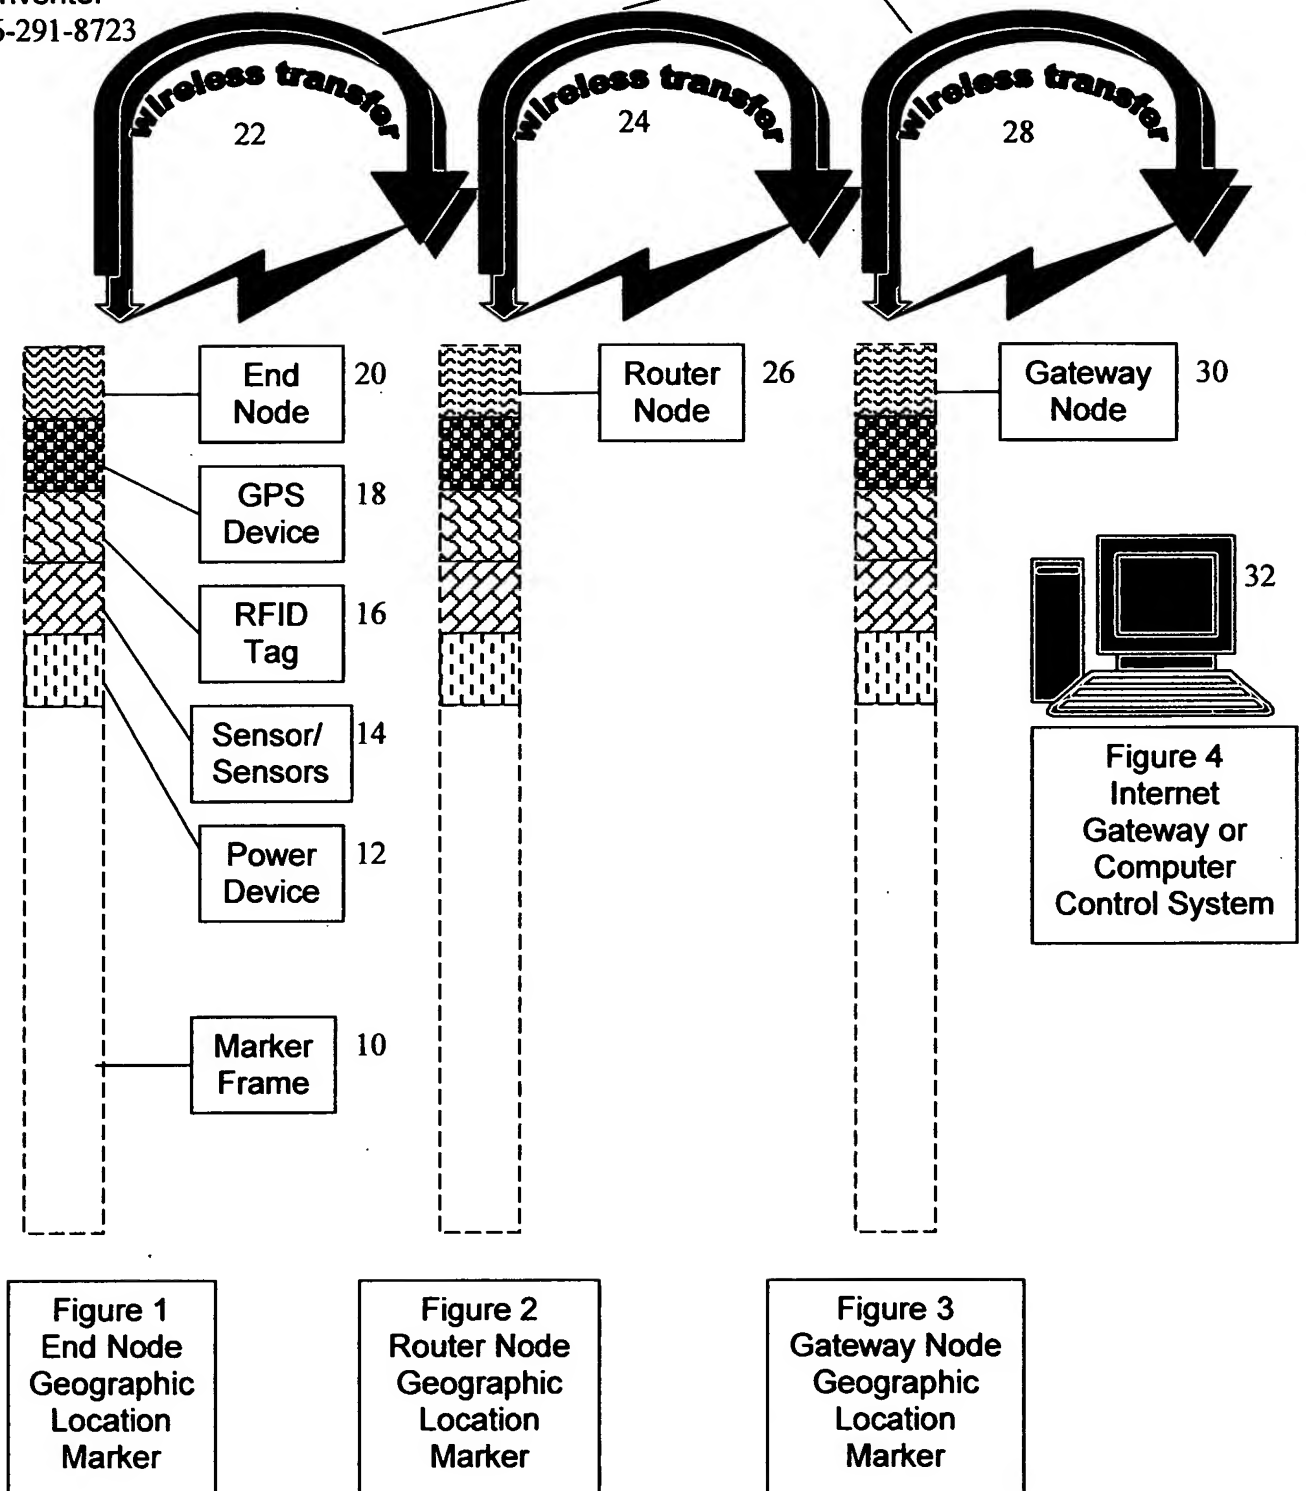 5-291-8723
wireless transfer
22
wireless transfer
24
wireless transfer
28
End
Node
20
Router
Node
26
Gateway
Node
30
GPS
Device
18
RFID
Tag
16
32
Sensor/
Sensors
14
Figure 4
Internet
Gateway or
Computer
Control System
Power
Device
12
Marker
Frame
10
Figure 1
End Node
Geographic
Location
Marker
Figure 2
Router Node
Geographic
Location
Marker
Figure 3
Gateway Node
Geographic
Location
Marker